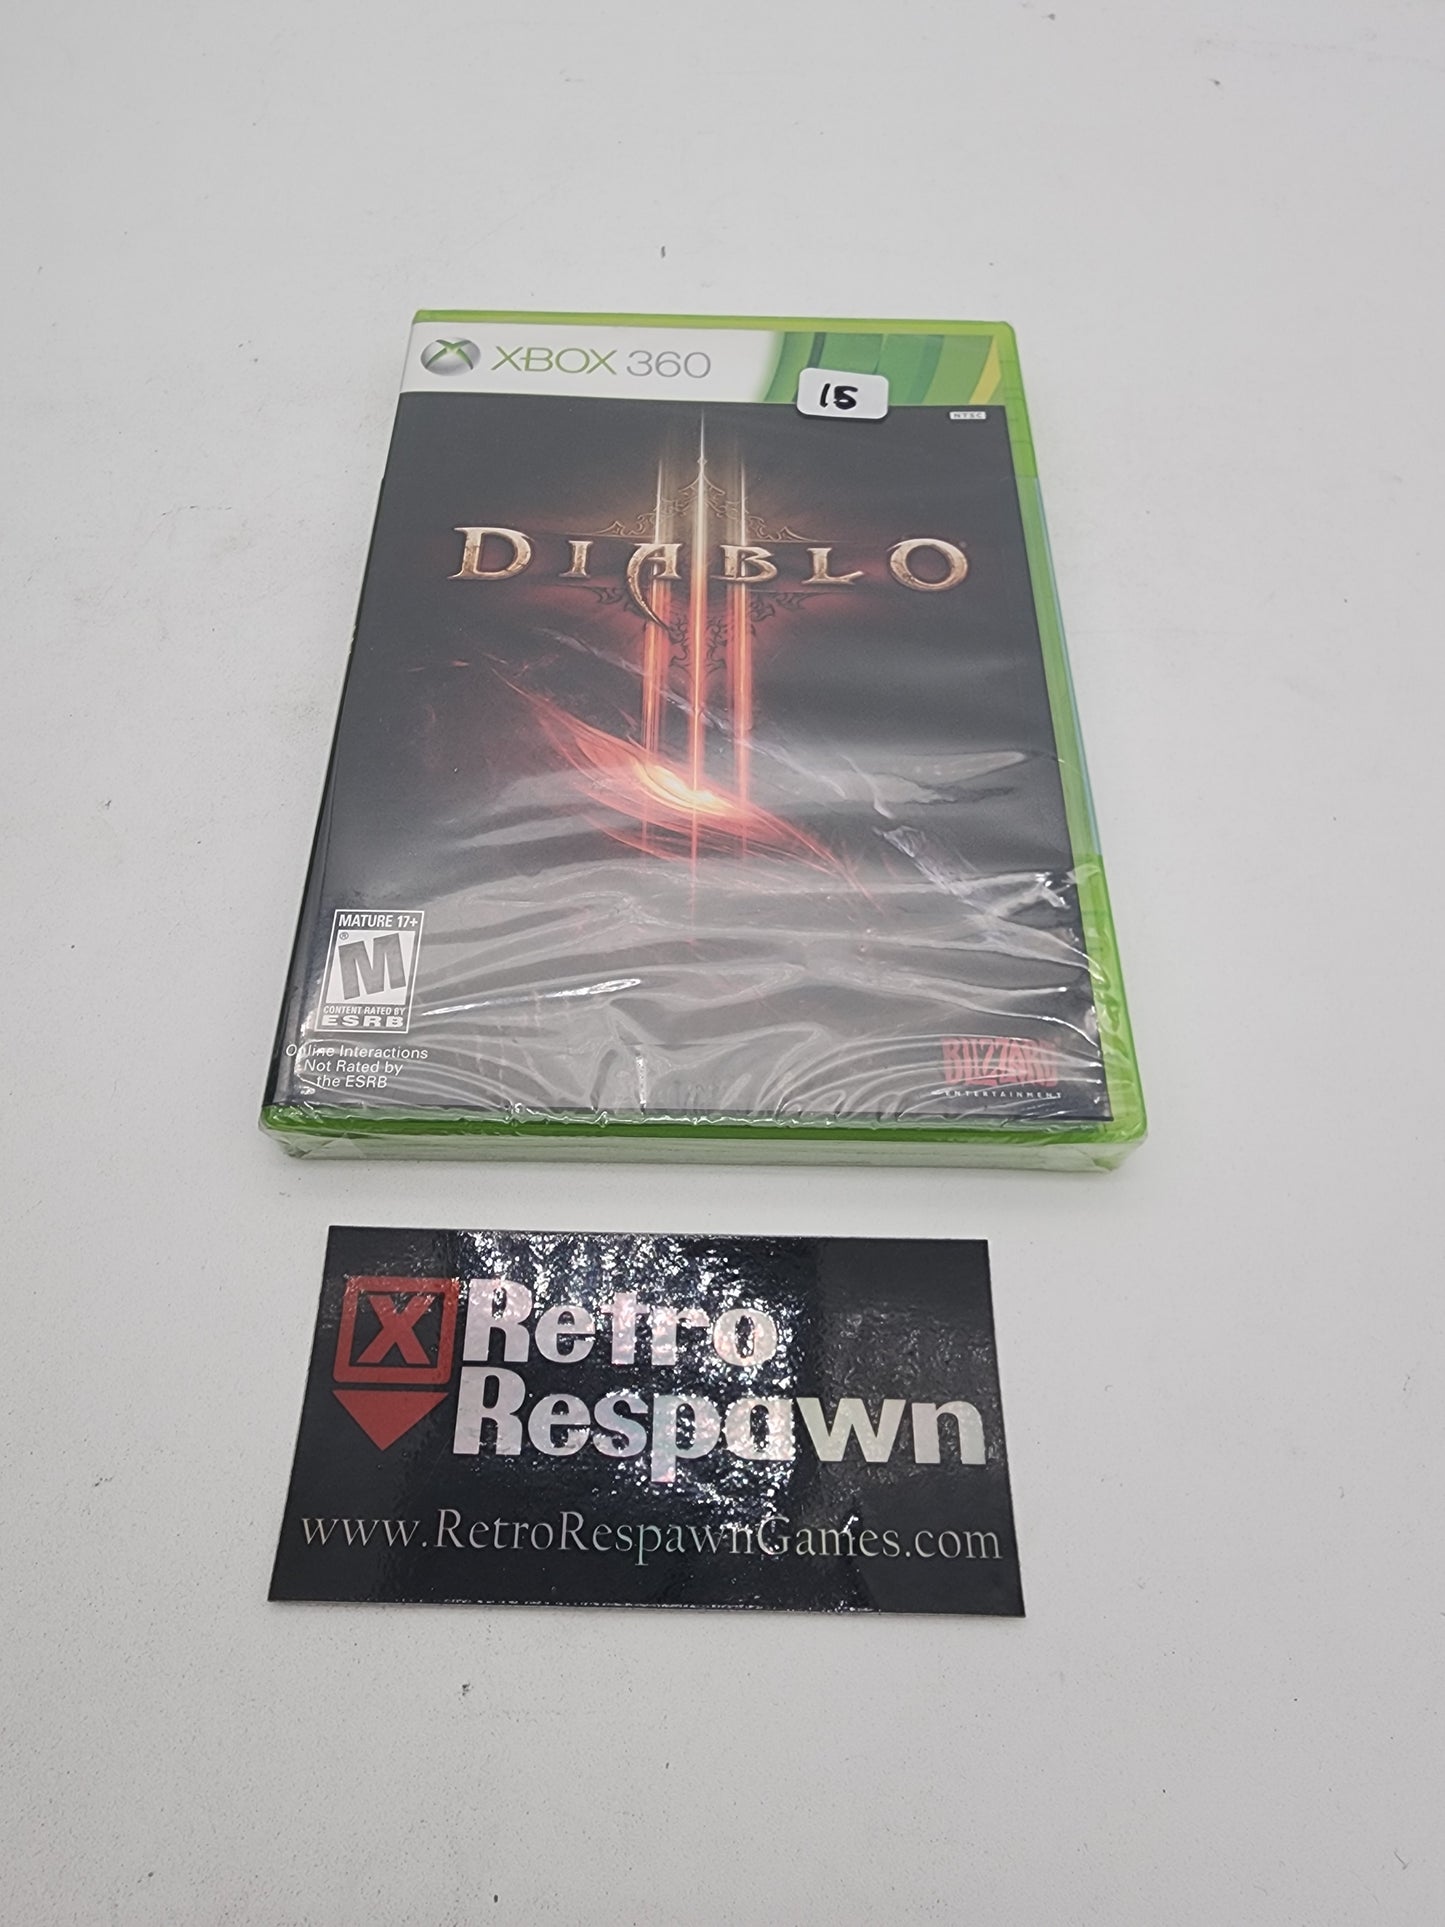 XBOX 360
15
NTSC
DIABLO
MATURE 17+
M
CONTENT RATED BY
ESRB
Online Interactions
Not Rated by
the ESRB
BLIZZARD
ENTERTAINMENT
X
Retro
Respawn
www.RetroRespawnGames.com